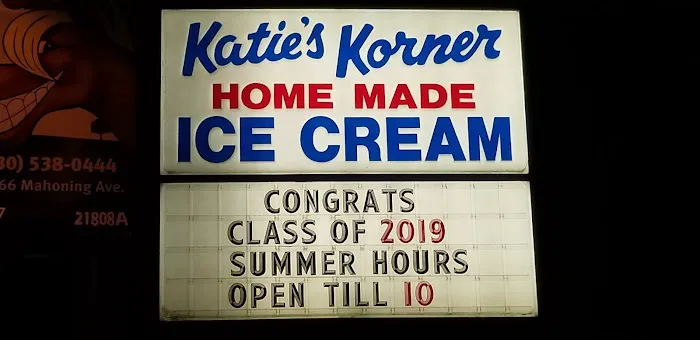 Katie's Korner
HOME MADE
ICE CREAM
CONGRATS
CLASS OF 2019
SUMMER HOURS
OPEN TILL 10
30) 538-0444
66 Mahoning Ave.
7
21808A